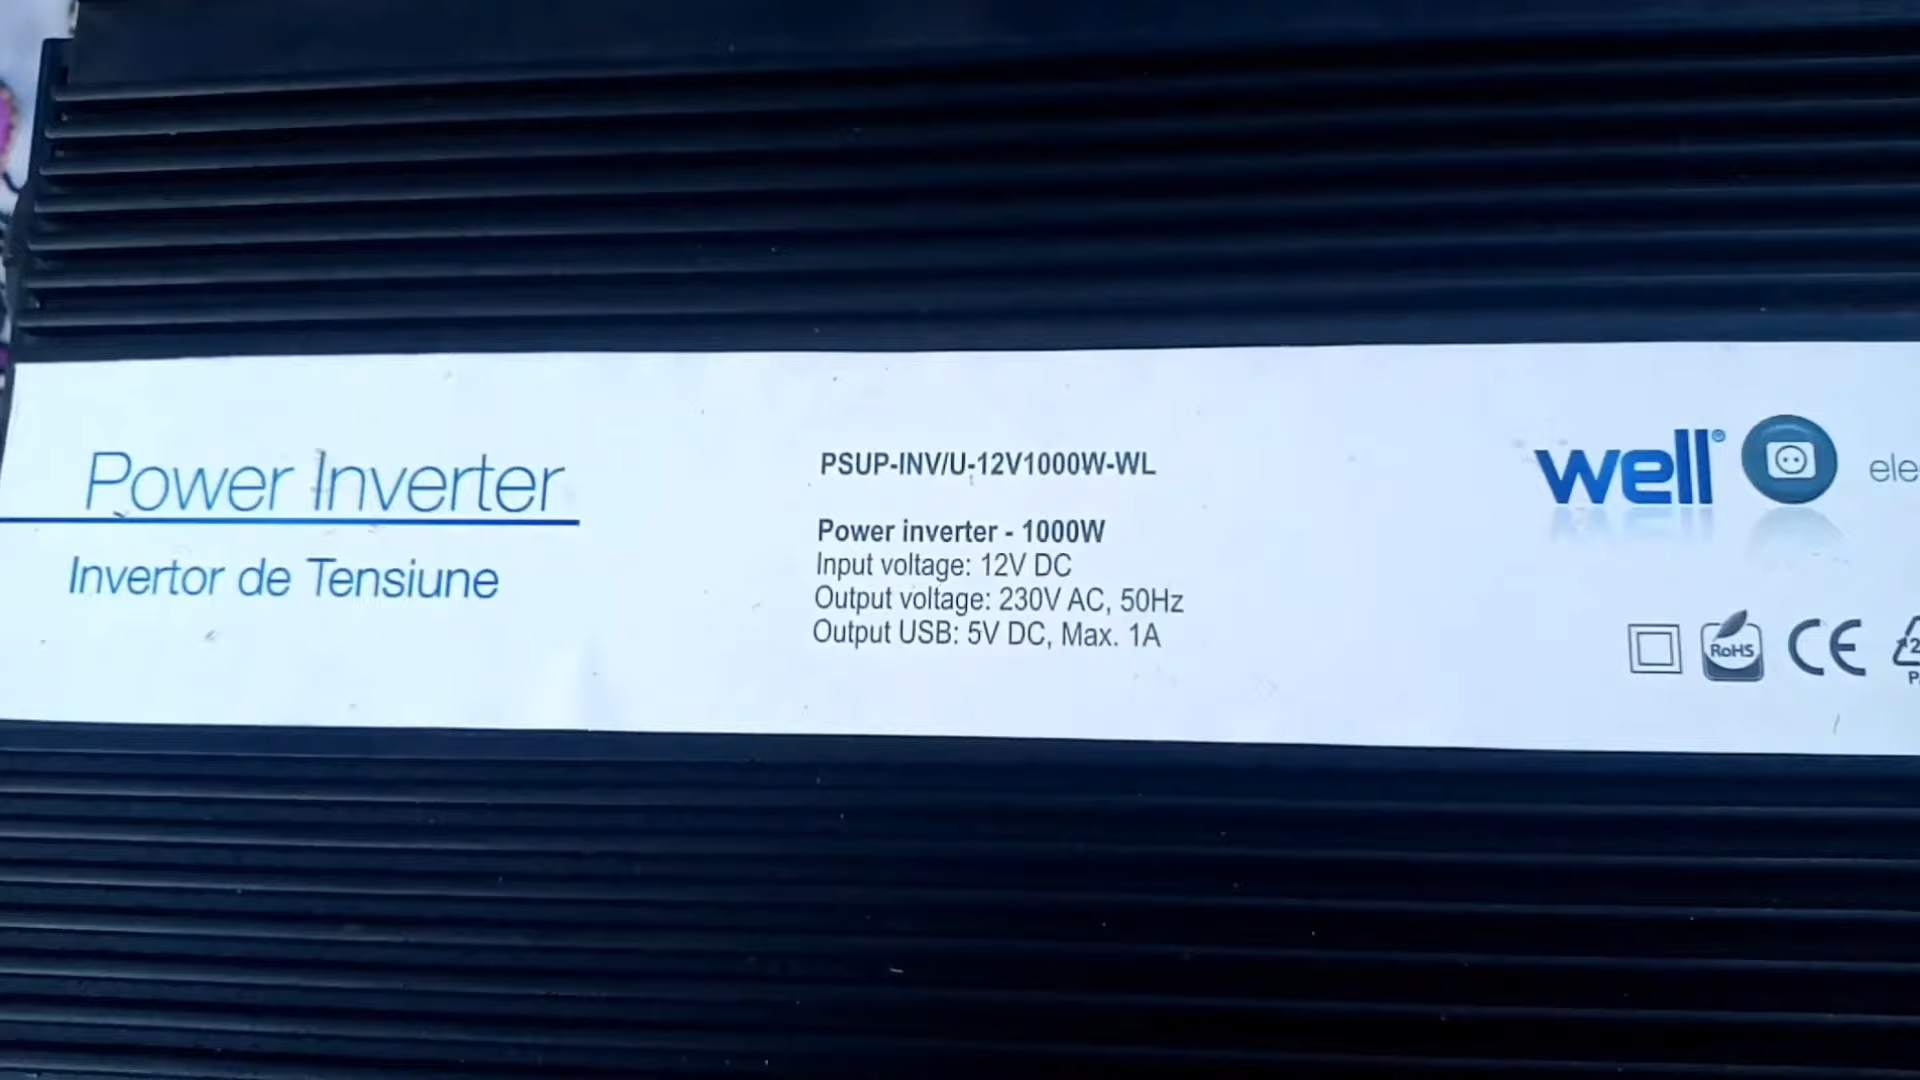 Power Inverter
Invertor de Tensiune
PSUP-INV/U-12V1000W-WL
Power inverter - 1000W
Input voltage: 12V DC
Output voltage: 230V AC, 50Hz
Output USB: 5V DC, Max. 1A
well®
RoHS
CE